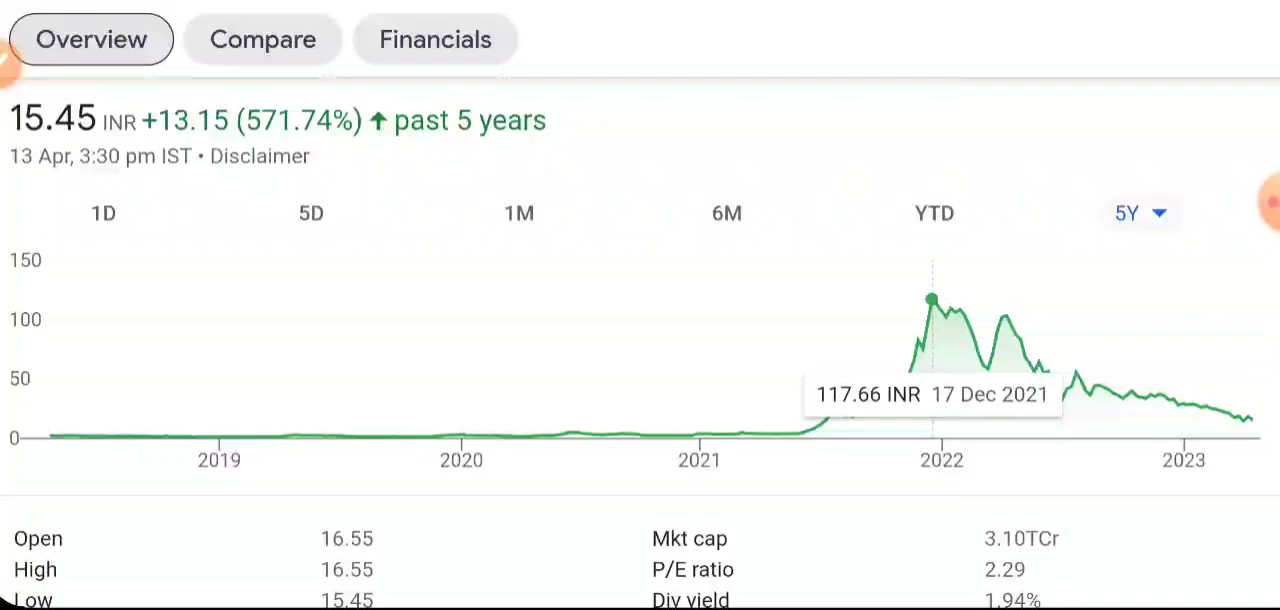 Overview Compare Financials
15.45 INR +13.15 (571.74%) ↑ past 5 years
13 Apr, 3:30 pm IST • Disclaimer
1D 5D 1M 6M YTD 5Y
150
100
50
117.66 INR 17 Dec 2021
0
2019 2020 2021 2022 2023
Open 16.55 Mkt cap 3.10TCr
High 16.55 P/E ratio 2.29
Low 15.45 Div yield 1.94%